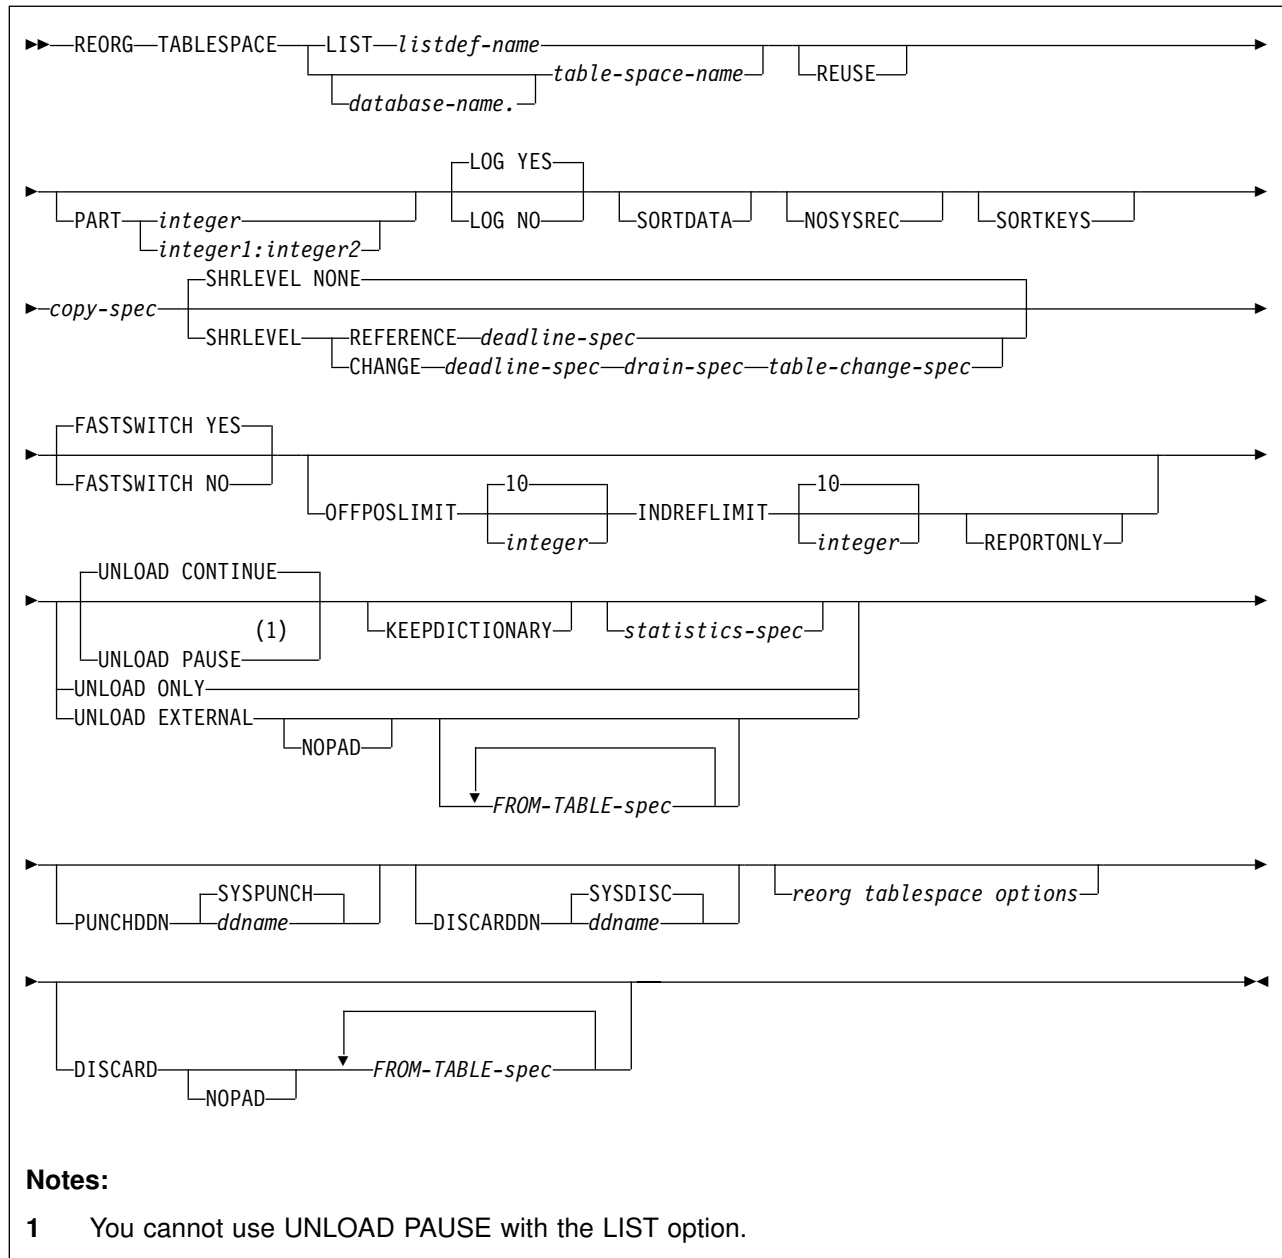 REORG TABLESPACE LIST listdef-name
table-space-name REUSE
database-name.
LOG YES
PART integer LOG NO SORTDATA NOSYSREC SORTKEYS
integer1:integer2
SHRLEVEL NONE
copy-spec
SHRLEVEL REFERENCE deadline-spec
CHANGE deadline-spec drain-spec table-change-spec
FASTSWITCH YES
FASTSWITCH NO 10 10
OFFPOSLIMIT INDREFLIMIT
integer integer REPORTONLY
UNLOAD CONTINUE
(1) KEEPDICTIONARY statistics-spec
UNLOAD PAUSE
UNLOAD ONLY
UNLOAD EXTERNAL
NOPAD
FROM-TABLE-spec
SYSPUNCH SYSDISC reorg tablespace options
PUNCHDDN ddname DISCARDDN ddname
DISCARD FROM-TABLE-spec
NOPAD
Notes:
1 You cannot use UNLOAD PAUSE with the LIST option.